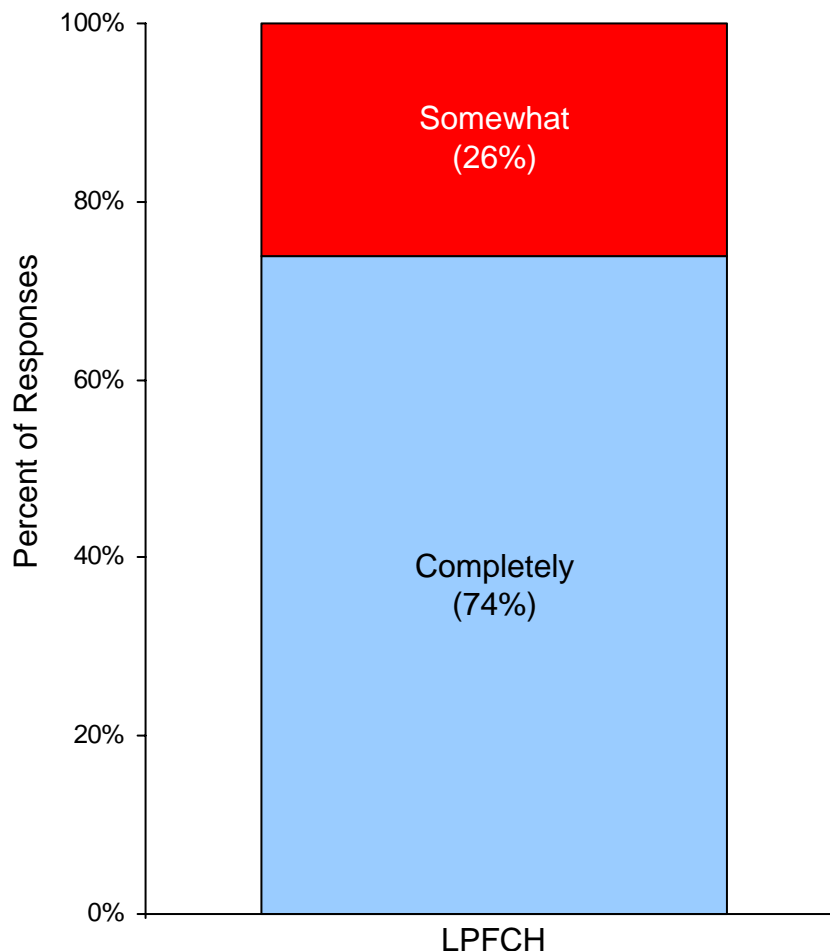 100%
80%
60%
40%
20%
0%
Percent of Responses
Somewhat
(26%)
Completely
(74%)
LPFCH